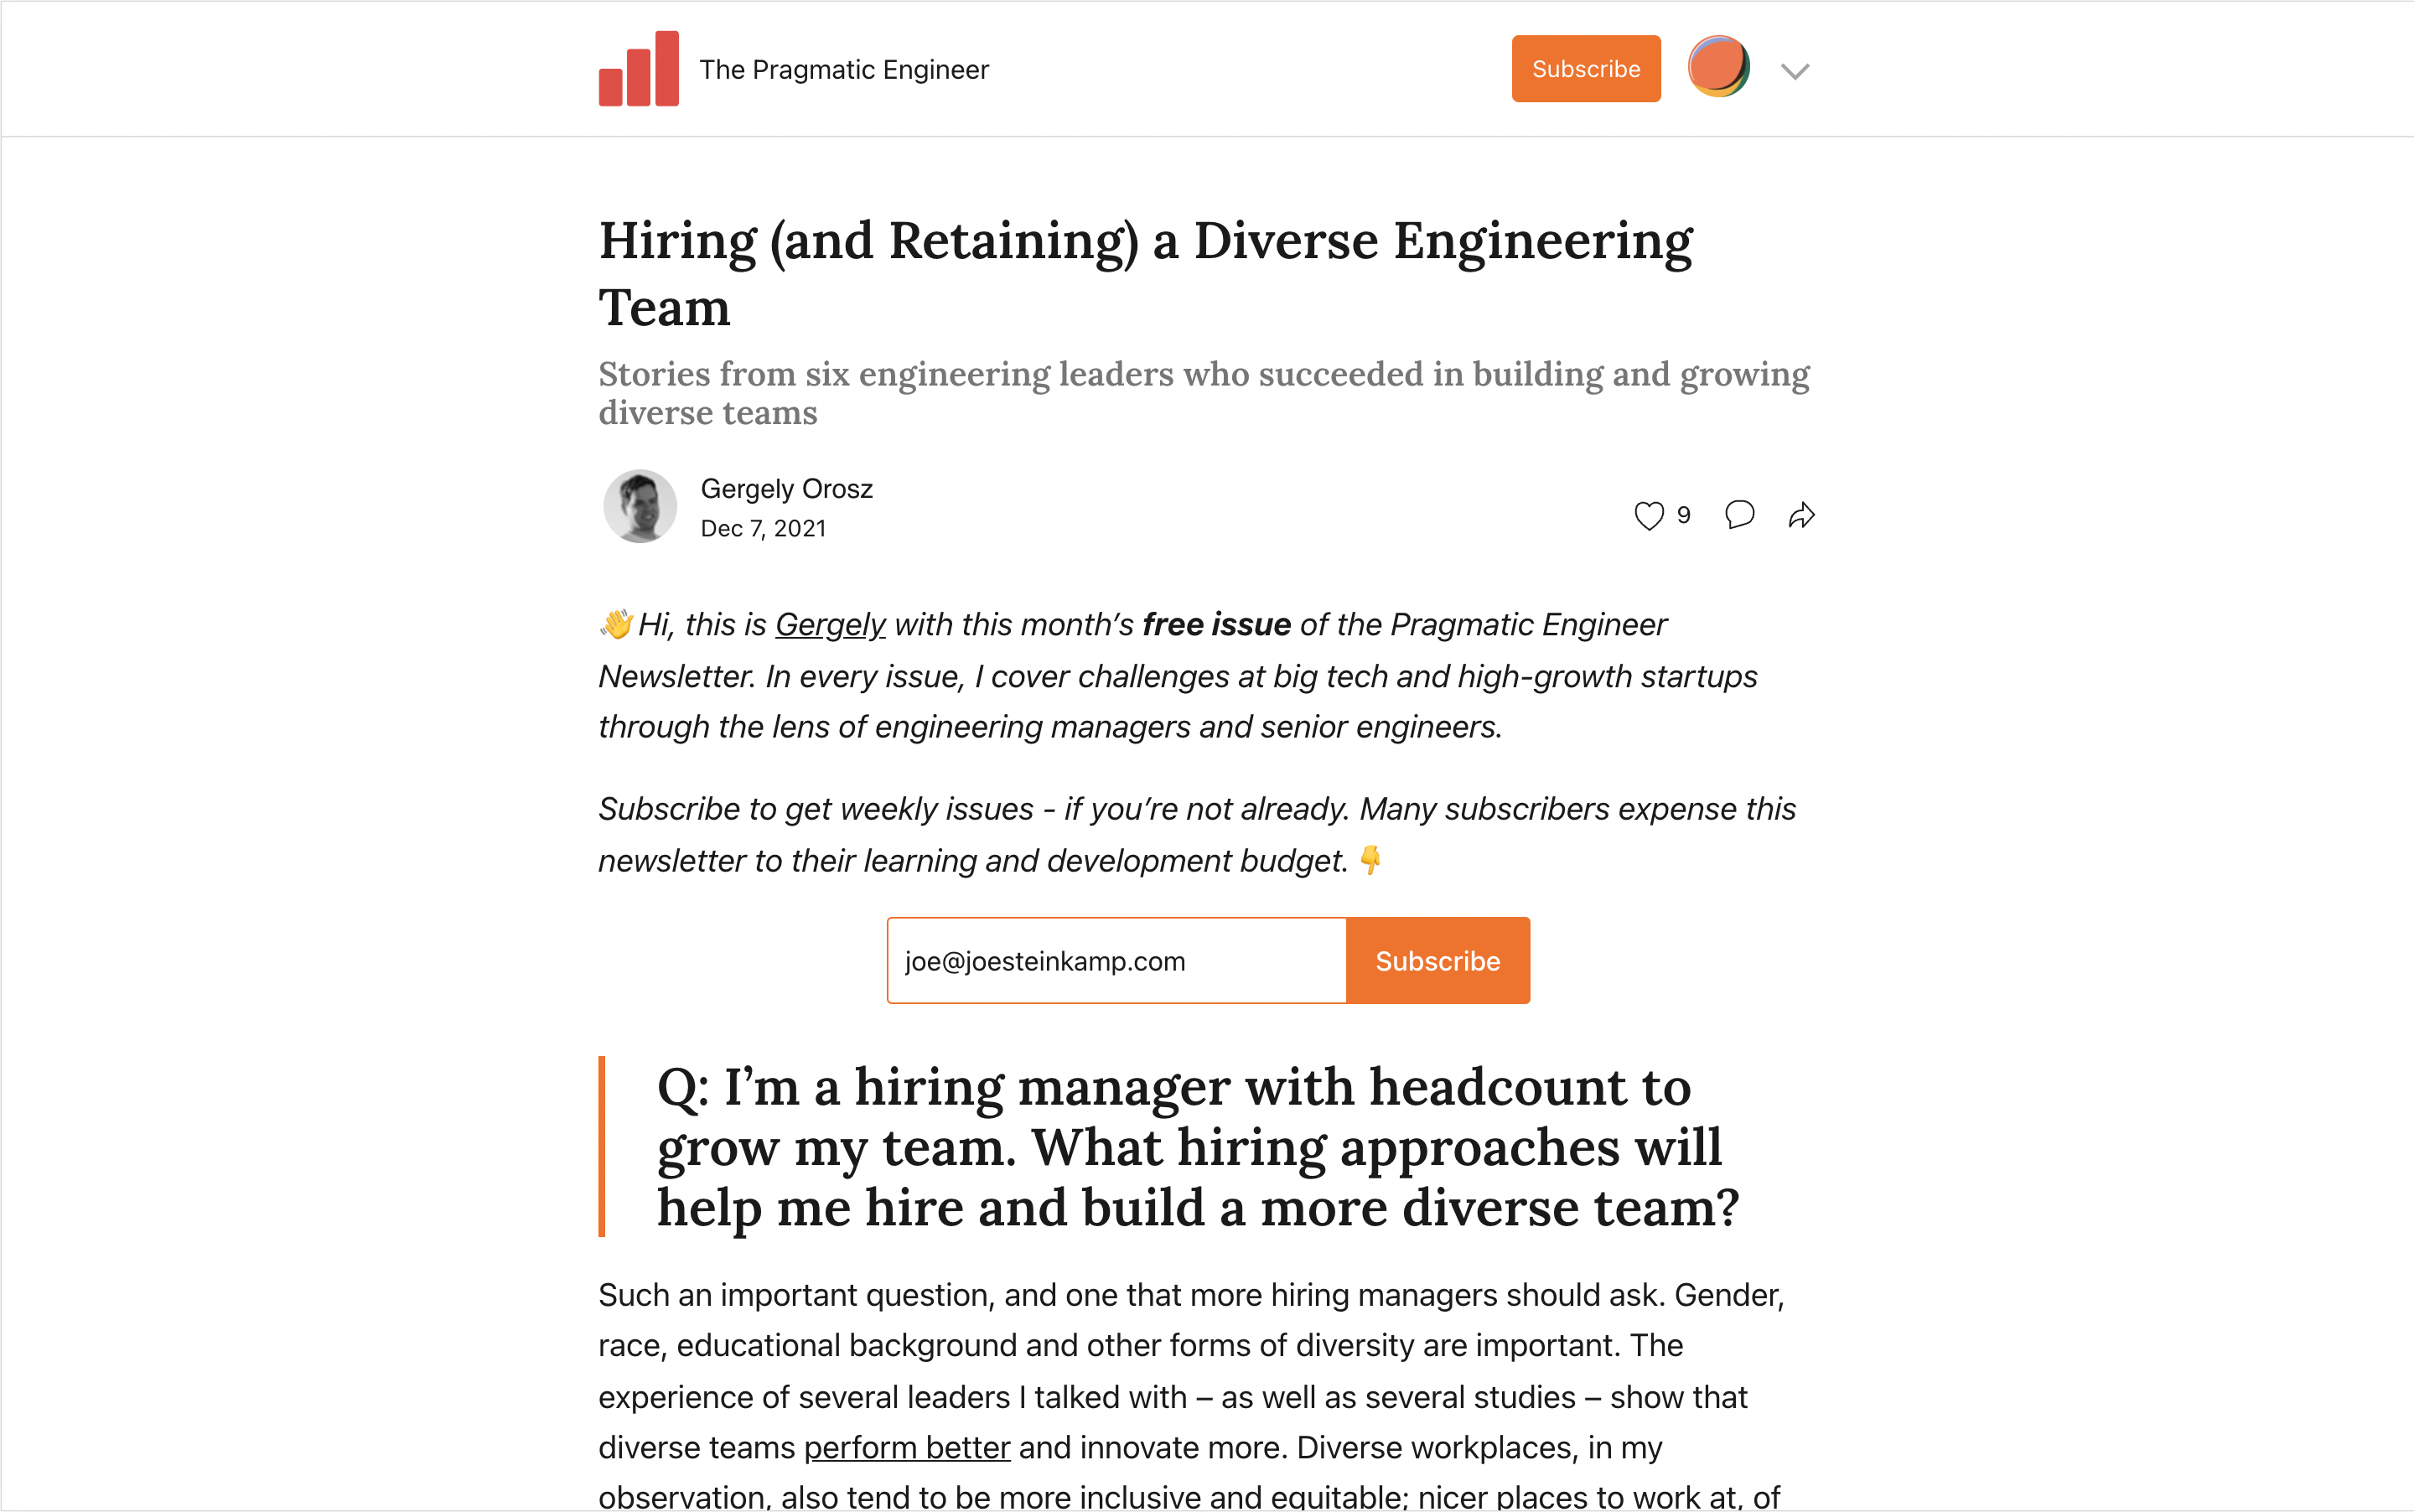 The Pragmatic Engineer
Subscribe
Hiring (and Retaining) a Diverse Engineering
Team
Stories from six engineering leaders who succeeded in building and growing
diverse teams
Gergely Orosz
Dec 7, 2021
9
👋 Hi, this is Gergely with this month’s free issue of the Pragmatic Engineer
Newsletter. In every issue, I cover challenges at big tech and high-growth startups
through the lens of engineering managers and senior engineers.
Subscribe to get weekly issues - if you’re not already. Many subscribers expense this
newsletter to their learning and development budget. 👇
joe@joesteinkamp.com
Subscribe
Q: I’m a hiring manager with headcount to
grow my team. What hiring approaches will
help me hire and build a more diverse team?
Such an important question, and one that more hiring managers should ask. Gender,
race, educational background and other forms of diversity are important. The
experience of several leaders I talked with – as well as several studies – show that
diverse teams perform better and innovate more. Diverse workplaces, in my
observation, also tend to be more inclusive and equitable; nicer places to work at, of